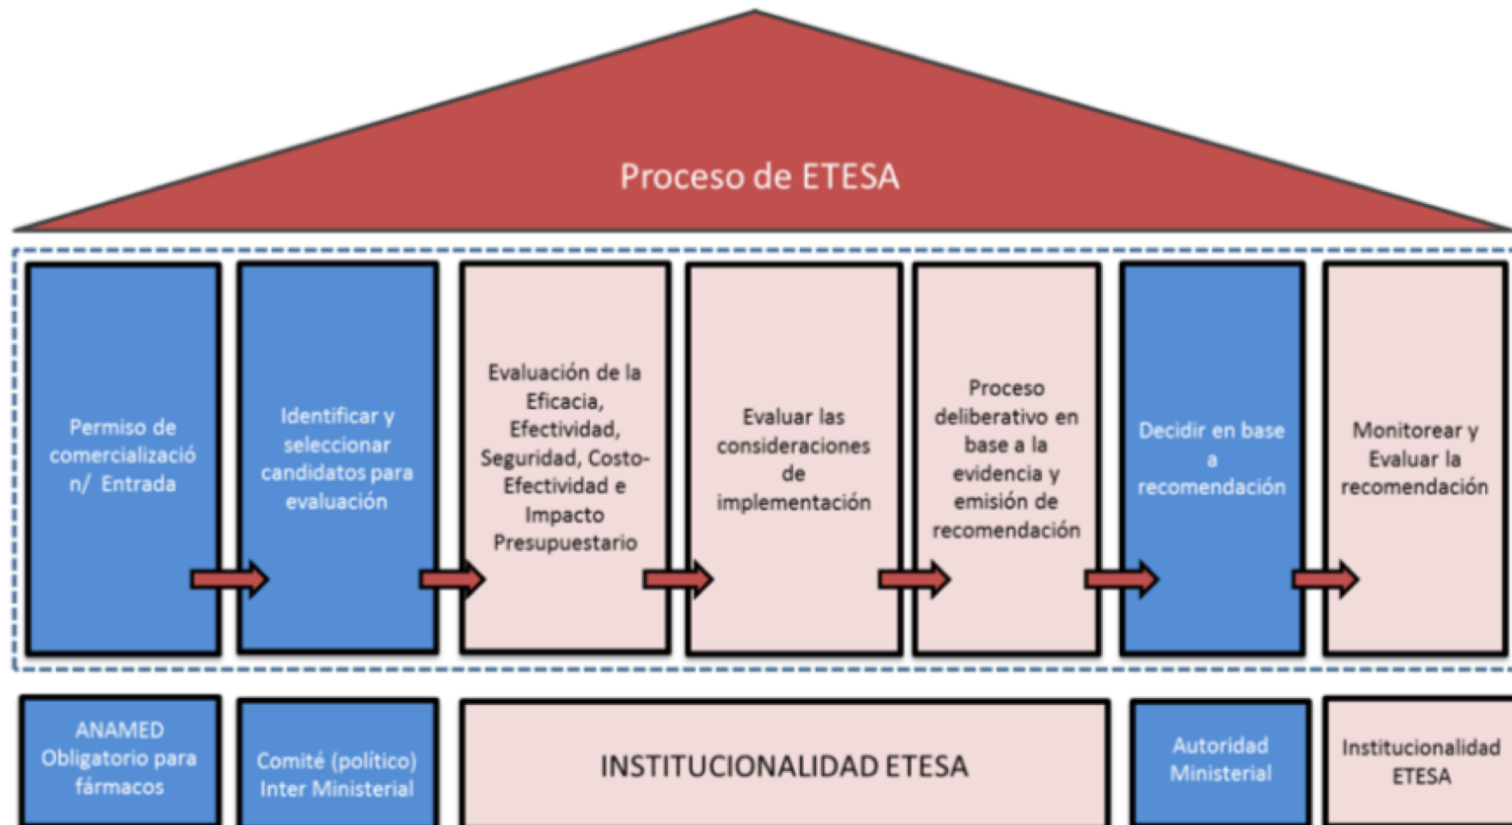 Proceso de ETESA
Permiso de
comercializació
n/ Entrada
Identificar y
seleccionar
candidatos para
evaluación
Evaluación de la
Eficacia,
Efectividad,
Seguridad, Costo-
Efectividad e
Impacto
Presupuestario
Evaluar las
consideraciones
de
implementación
Proceso
deliberativo en
base a la
evidencia y
emisión de
recomendación
Decidir en base
a
recomendación
Monitorear y
Evaluar la
recomendación
ANAMED
Obligatorio para
fármacos
Comité (político)
Inter Ministerial
INSTITUCIONALIDAD ETESA
Autoridad
Ministerial
Institucionalidad
ETESA